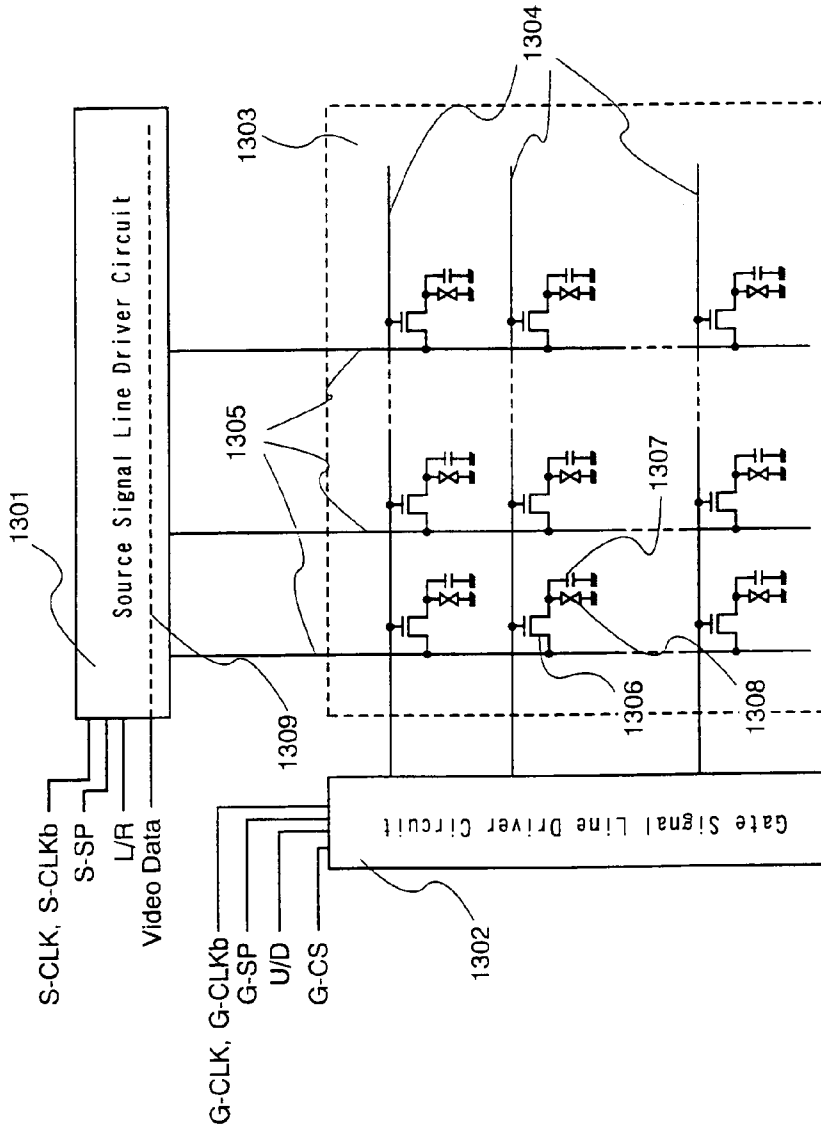 S-CLK, S-CLKb
S-SP
L/R
Video Data
1301
Source Signal Line Driver Circuit
1309
G-CLK, G-CLKb
G-SP
U/D
G-CS
1302
Gate Signal Line Driver Circuit
1305
1303
1304
1306
1307
1308